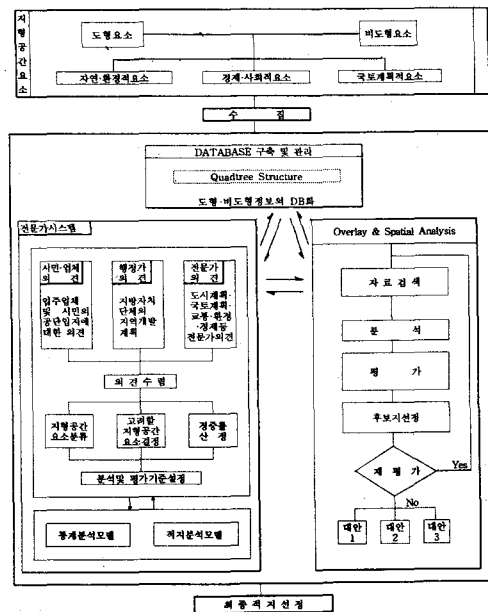 지형공간요소
도형요소
비도형요소
자연·환경적요소
경제·사회적요소
국토계획적요소
수 집
DATABASE 구축 및 관리
Quadtree Structure
도형·비도형정보의 DB화
전문가시스템
시민·업체
의 견
입주업체
및 시민의
공단입지에
대한 의견
행정가
의 견
지방자치
단체의
지역개발
계획
전문가
의 견
도시계획·
국토계획·
교통·환경
·경제등
전문가의견
의견수렴
지형공간
요소분류
고려할
지형공간
요소결정
경중률
산 정
분석및 평가기준설정
통계분석모델
적지분석모델
Overlay & Spatial Analysis
자료검색
분 석
평 가
후보지선정
재평가
Yes
No
대안
1
대안
2
대안
3
최종적지선정